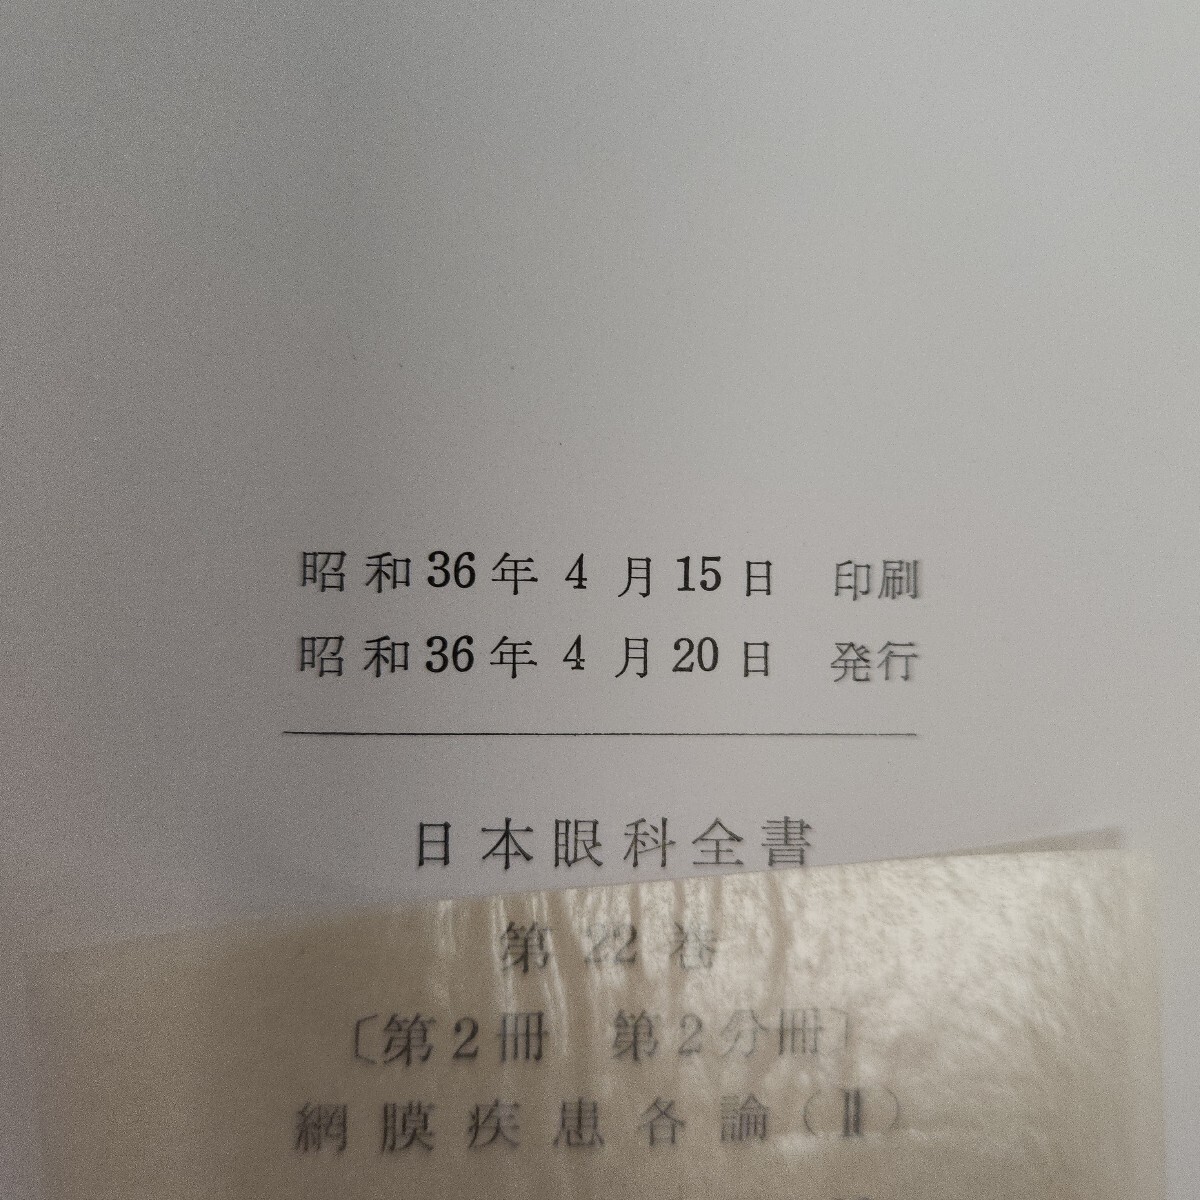 昭和36年4月15日 印刷
昭和36年4月20日 発行
日本眼科全書
第22巻
〔第2冊 第2分冊〕
網膜疾患各論(II)